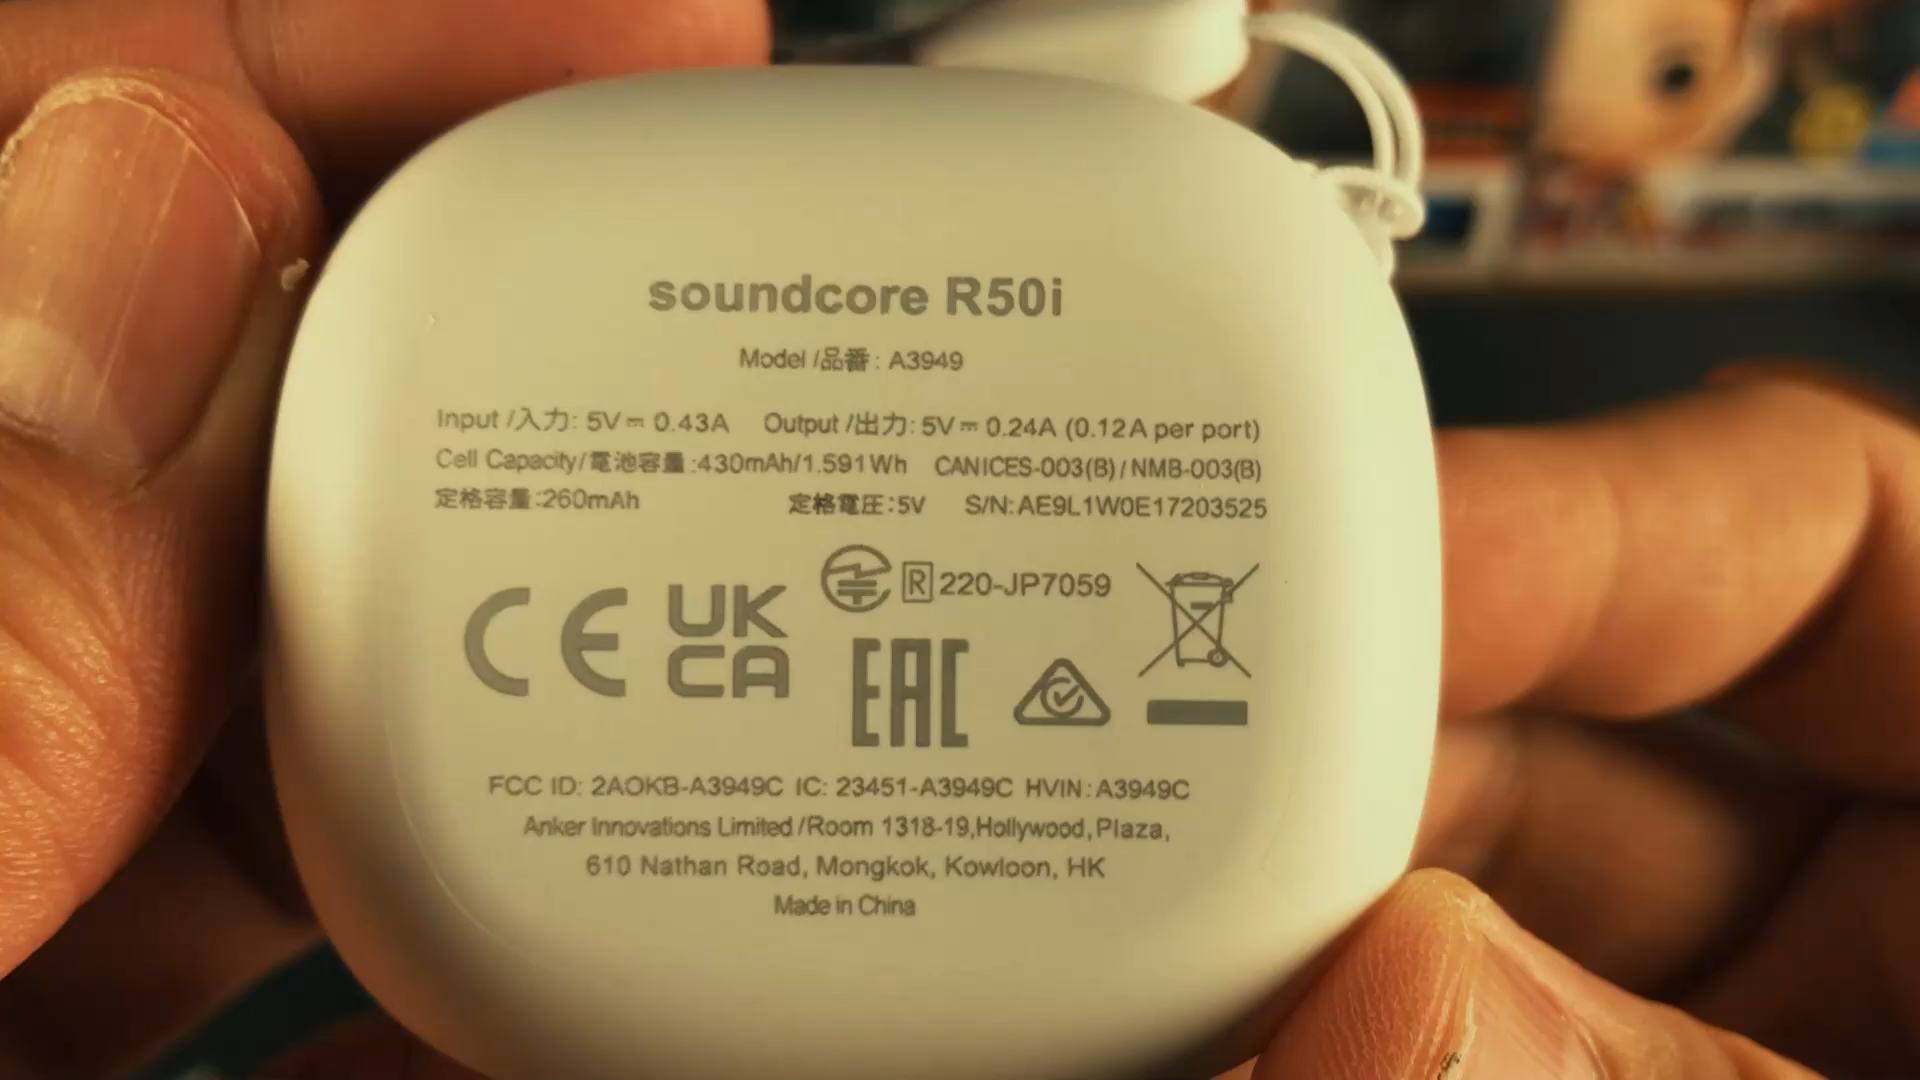 soundcore R50i
Model /品番: A3949
Input /入力: 5V⎓0.43A Output /出力: 5V⎓0.24A (0.12A per port)
Cell Capacity/電池容量:430mAh/1.591Wh CAN ICES-003(B) / NMB-003(B)
定格容量:260mAh 定格電圧:5V S/N:AE9L1W0E17203525
CE UK CA R 220-JP7059
EAC
FCC ID: 2AOKB-A3949C IC: 23451-A3949C HVIN: A3949C
Anker Innovations Limited /Room 1318-19,Hollywood,Plaza,
610 Nathan Road, Mongkok, Kowloon, HK
Made in China